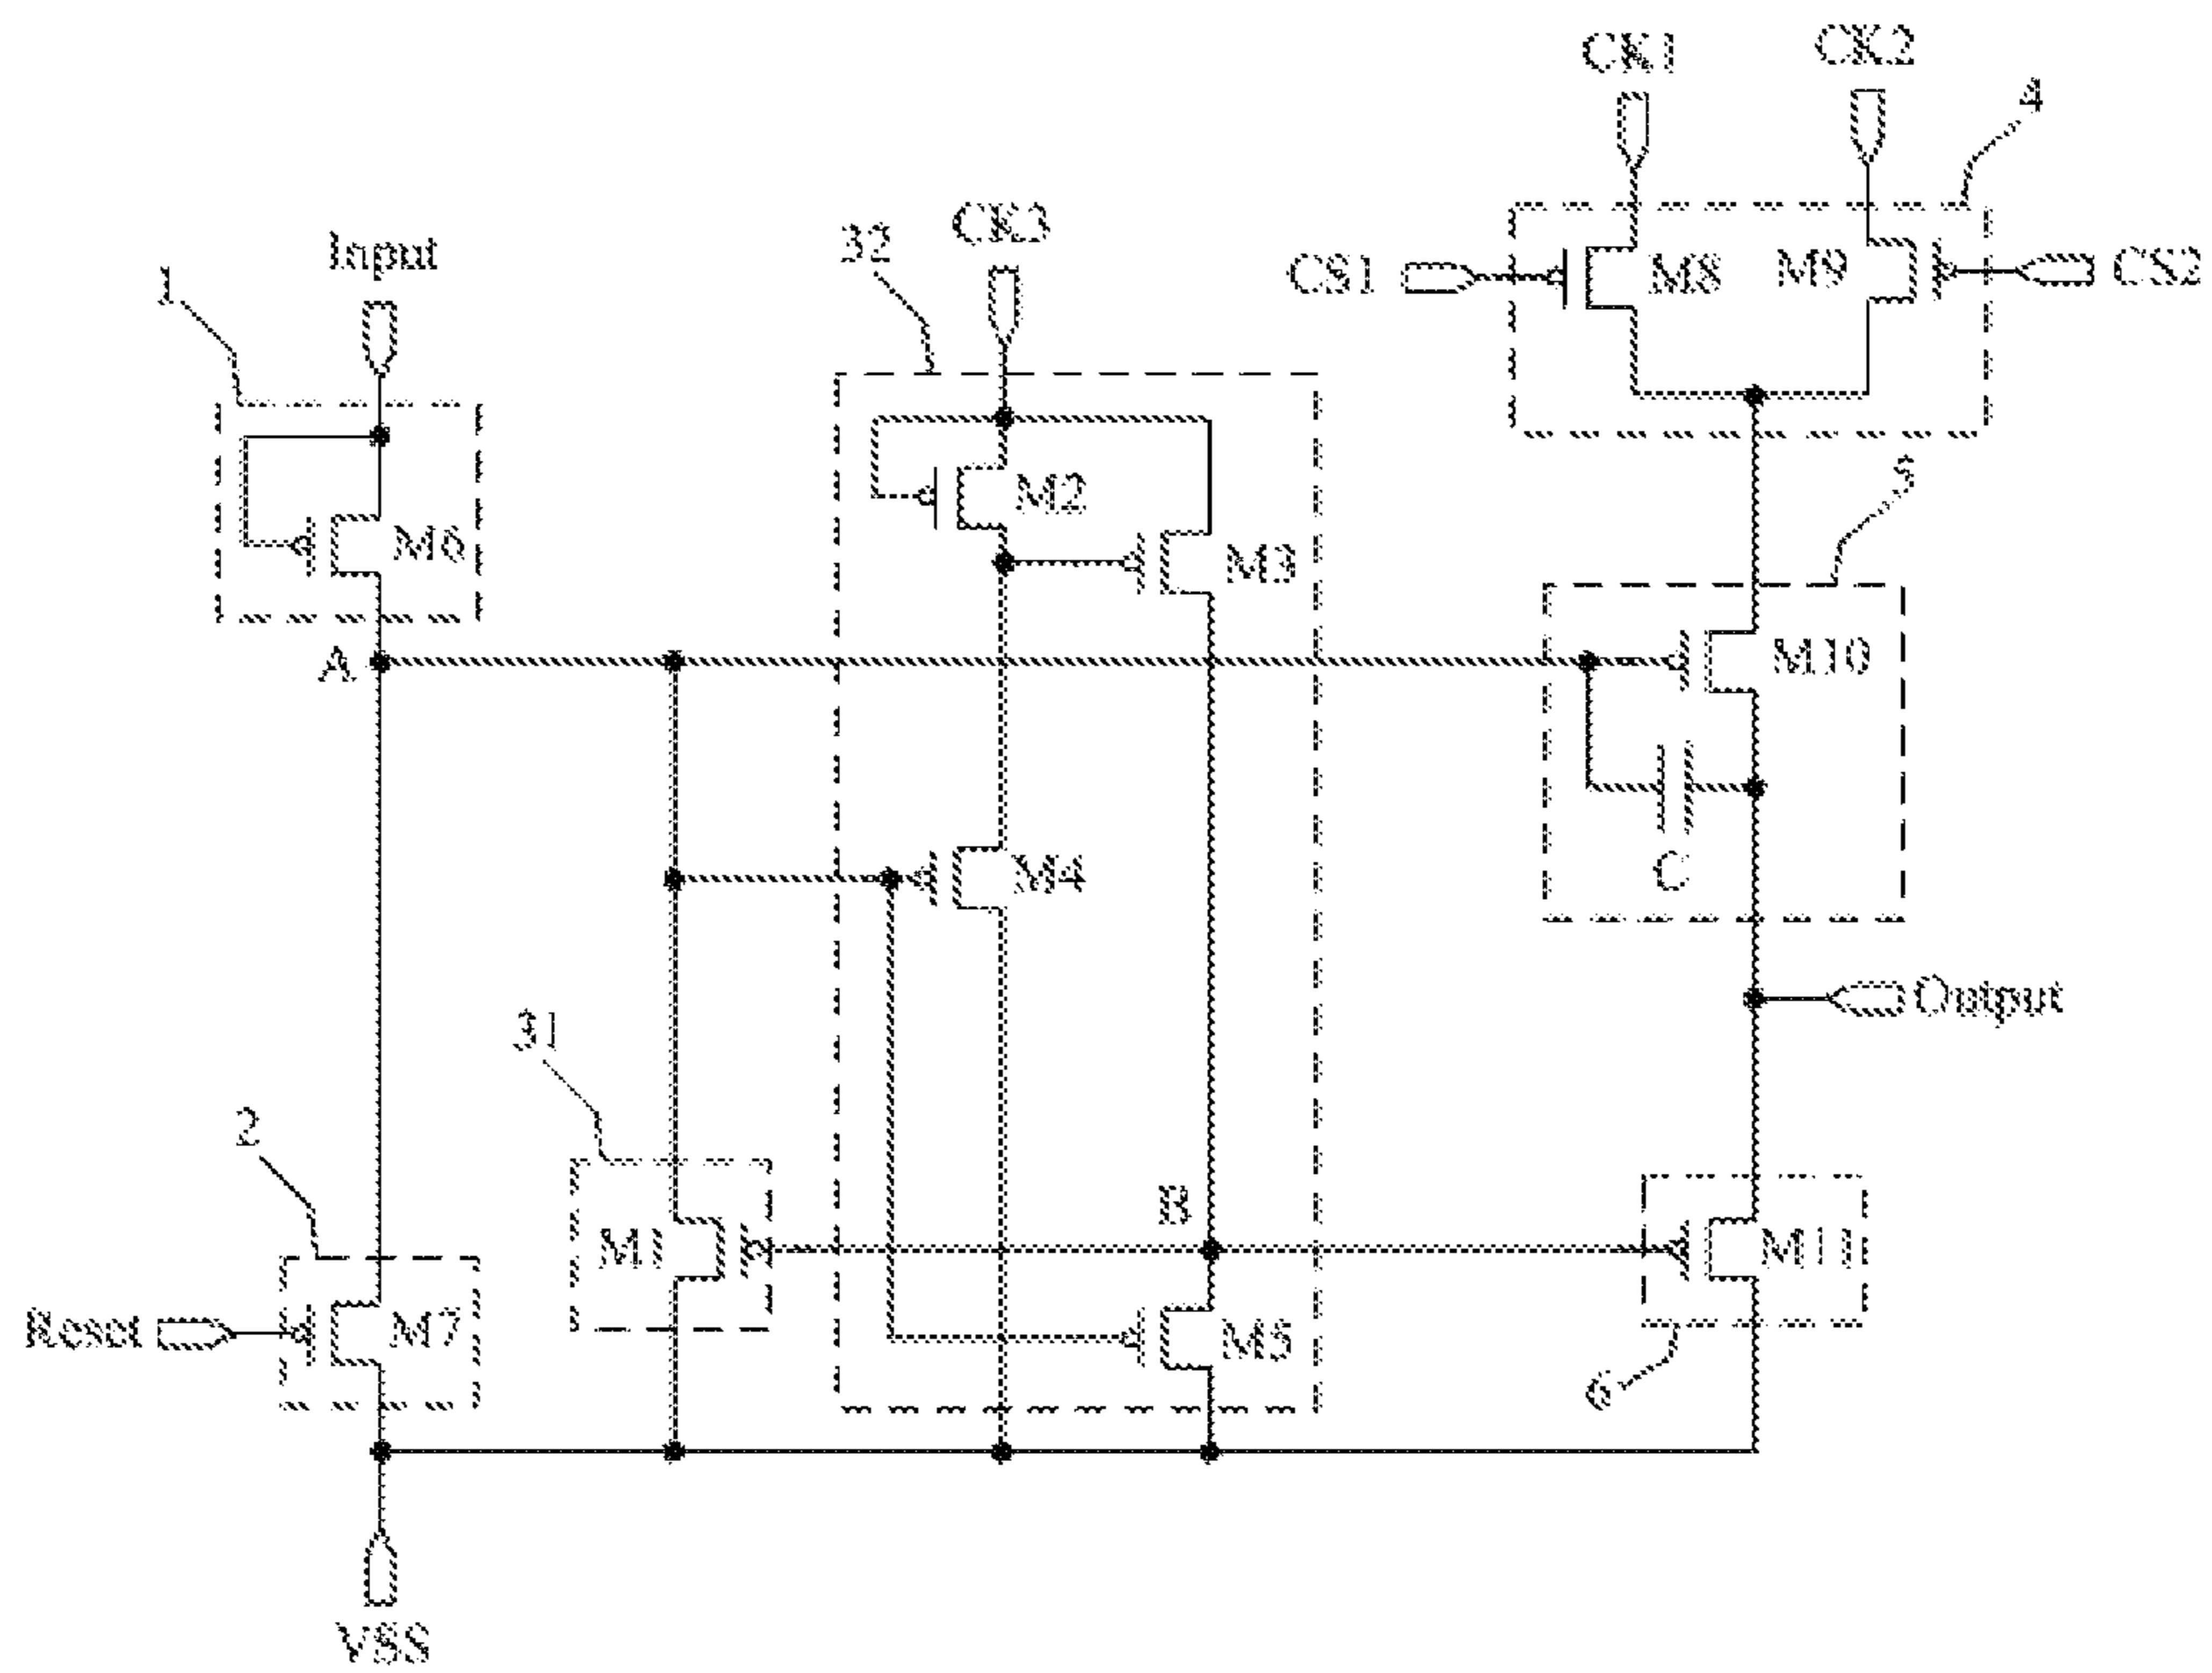 CK1
CK2
4
CK3
32
Input
1
CS1
M8
M9
CS2
5
M2
M6
M3
A
M10
M4
C
Output
31
2
B
M1
M11
Reset
M7
M5
6
VSS